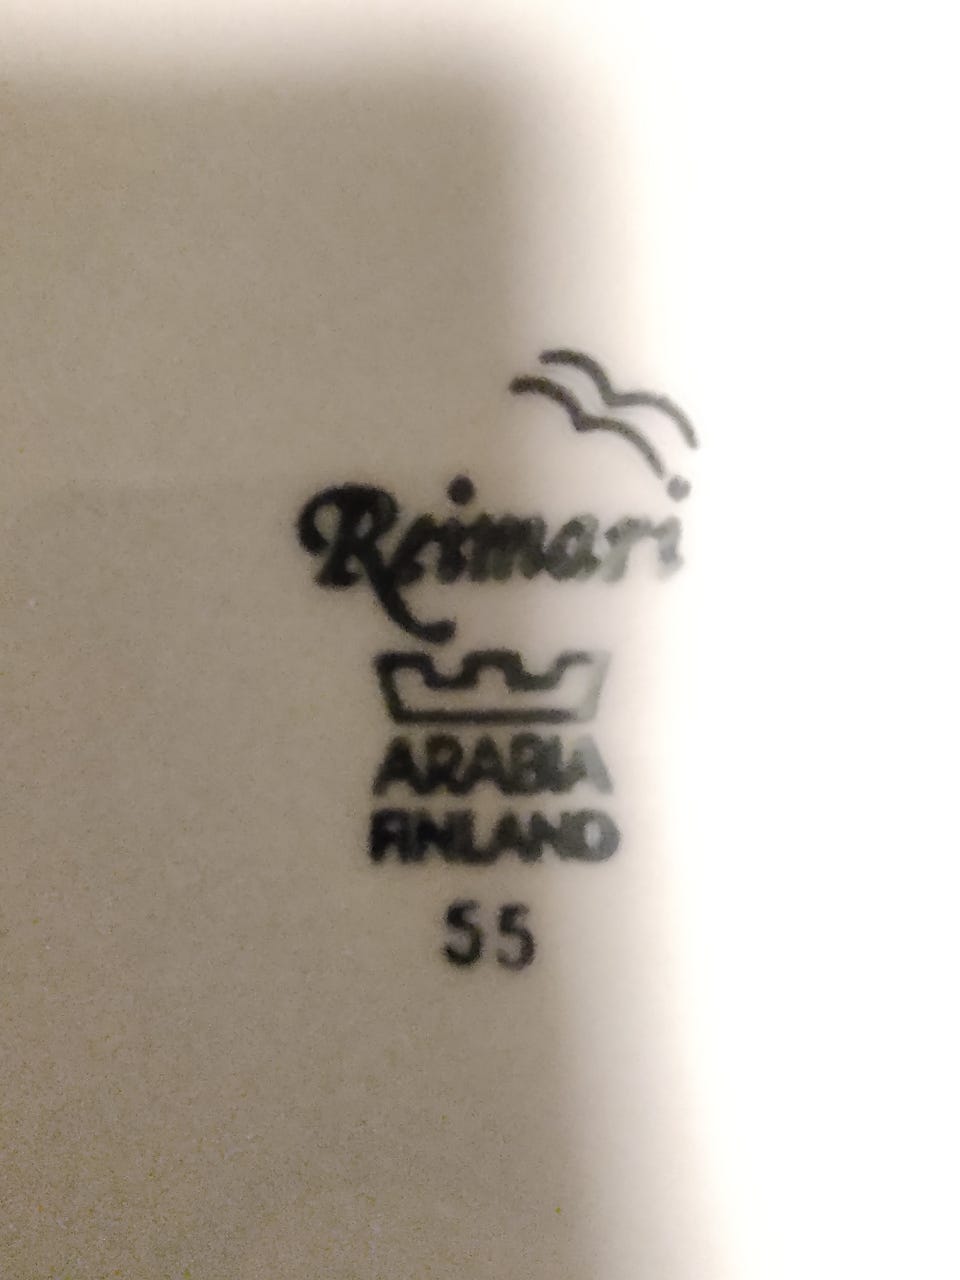 Reimari
ARABIA
FINLAND
55